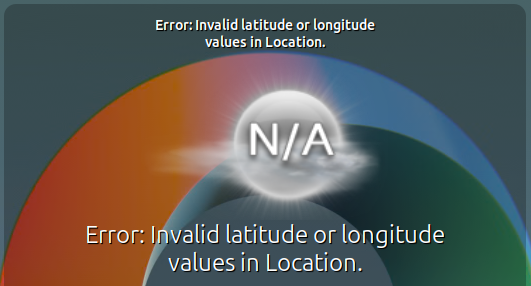 Error: Invalid latitude or longitude
values in Location.
N/A
Error: Invalid latitude or longitude
values in Location.